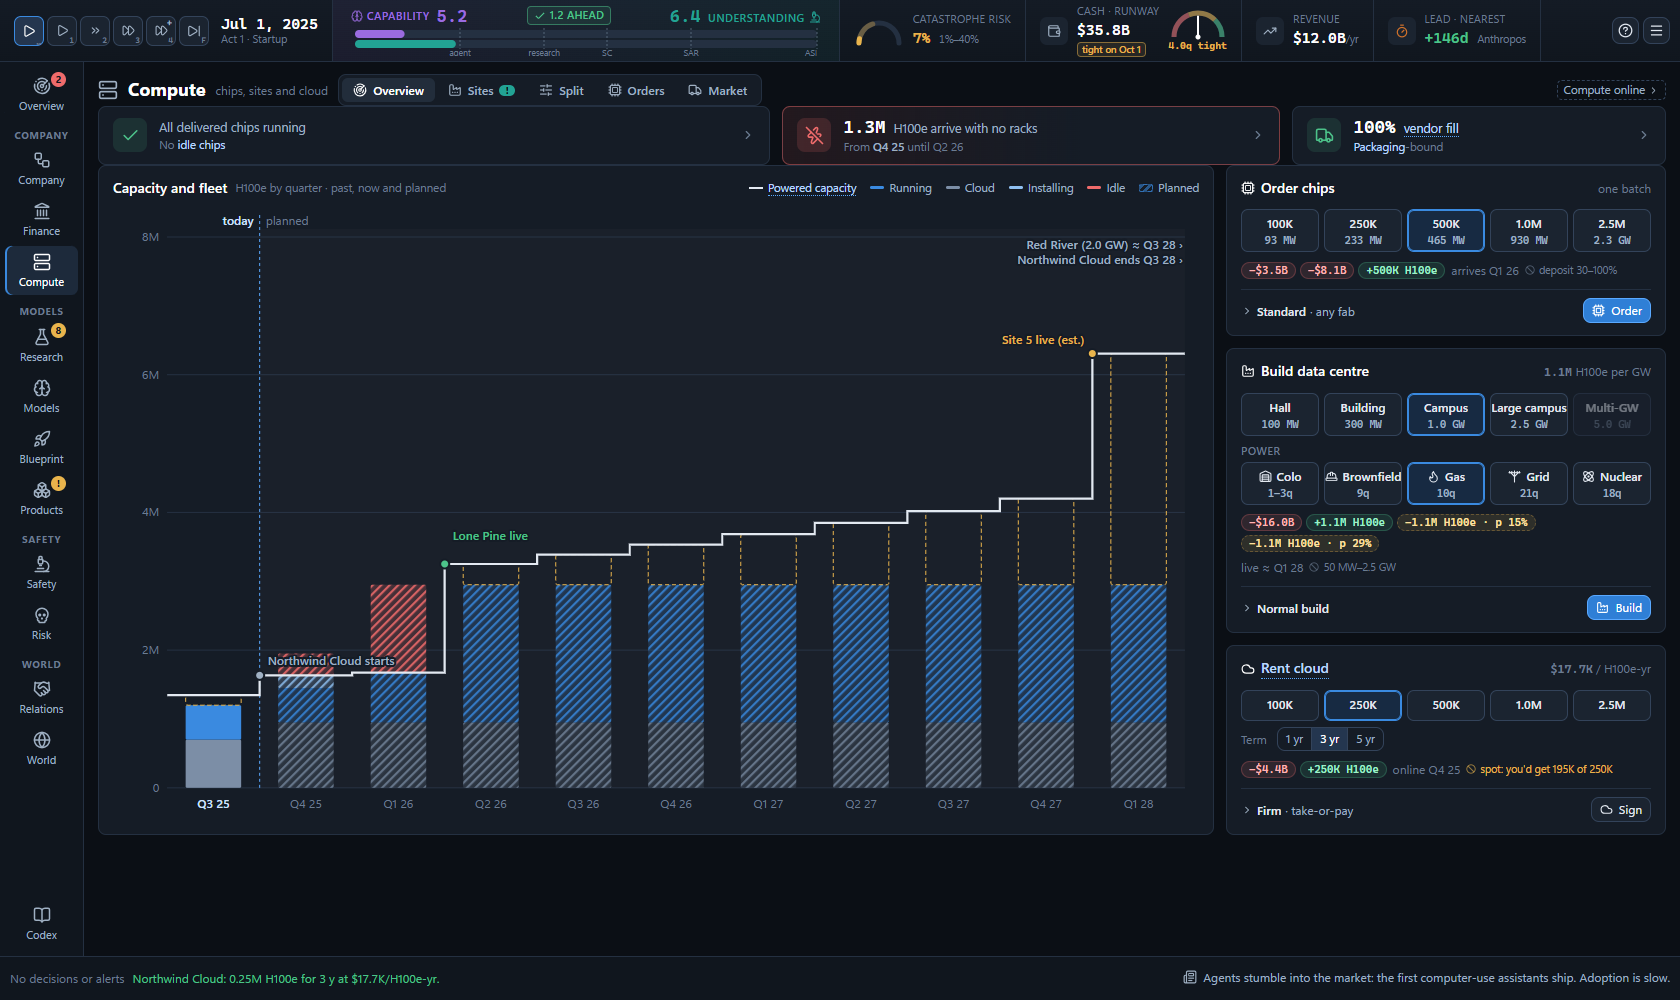 1
2
3
4
F
Jul 1, 2025
Act 1 · Startup
CAPABILITY 5.2
1.2 AHEAD
6.4 UNDERSTANDING
agent research SC SAR ASI
CATASTROPHE RISK
7% 1%–40%
CASH · RUNWAY
$35.8B
tight on Oct 1
4.0q tight
REVENUE
$12.0B/yr
LEAD · NEAREST
+146d Anthropos
2
Overview
COMPANY
Company
Finance
Compute
MODELS
8
Research
Models
Blueprint
!
Products
SAFETY
Safety
Risk
WORLD
Relations
World
Codex
Compute chips, sites and cloud
Overview
Sites !
Split
Orders
Market
Compute online
All delivered chips running
No idle chips
1.3M H100e arrive with no racks
From Q4 25 until Q2 26
100% vendor fill
Packaging-bound
Capacity and fleet H100e by quarter · past, now and planned
Powered capacity Running Cloud Installing Idle Planned
today planned
8M
6M
4M
2M
0
Red River (2.0 GW) ≈ Q3 28 ›
Northwind Cloud ends Q3 28 ›
Site 5 live (est.)
Lone Pine live
Northwind Cloud starts
Q3 25 Q4 25 Q1 26 Q2 26 Q3 26 Q4 26 Q1 27 Q2 27 Q3 27 Q4 27 Q1 28
Order chips one batch
100K 250K 500K 1.0M 2.5M
93 MW 233 MW 465 MW 930 MW 2.3 GW
−$3.5B −$8.1B +500K H100e arrives Q1 26 deposit 30–100%
Standard · any fab
Order
Build data centre 1.1M H100e per GW
Hall Building Campus Large campus Multi-GW
100 MW 300 MW 1.0 GW 2.5 GW 5.0 GW
POWER
Colo Brownfield Gas Grid Nuclear
1–3q 9q 10q 21q 18q
−$16.0B +1.1M H100e −1.1M H100e · p 15%
−1.1M H100e · p 29%
live ≈ Q1 28 50 MW–2.5 GW
Normal build
Build
Rent cloud $17.7K / H100e-yr
100K 250K 500K 1.0M 2.5M
Term 1 yr 3 yr 5 yr
−$4.4B +250K H100e online Q4 25 spot: you'd get 195K of 250K
Firm · take-or-pay
Sign
No decisions or alerts Northwind Cloud: 0.25M H100e for 3 y at $17.7K/H100e-yr.
Agents stumble into the market: the first computer-use assistants ship. Adoption is slow.